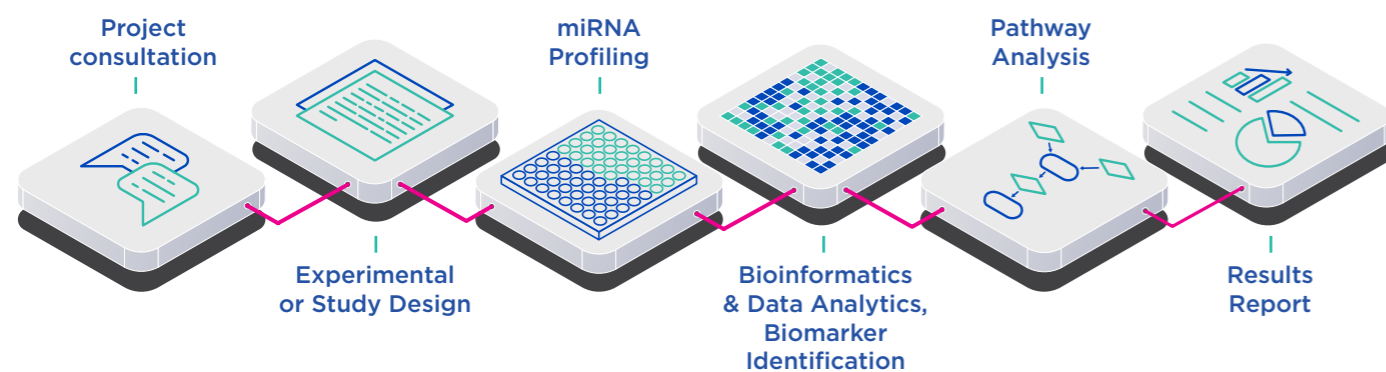 Project
consultation
Experimental
or Study Design
miRNA
Profiling
Bioinformatics
& Data Analytics,
Biomarker
Identification
Pathway
Analysis
Results
Report